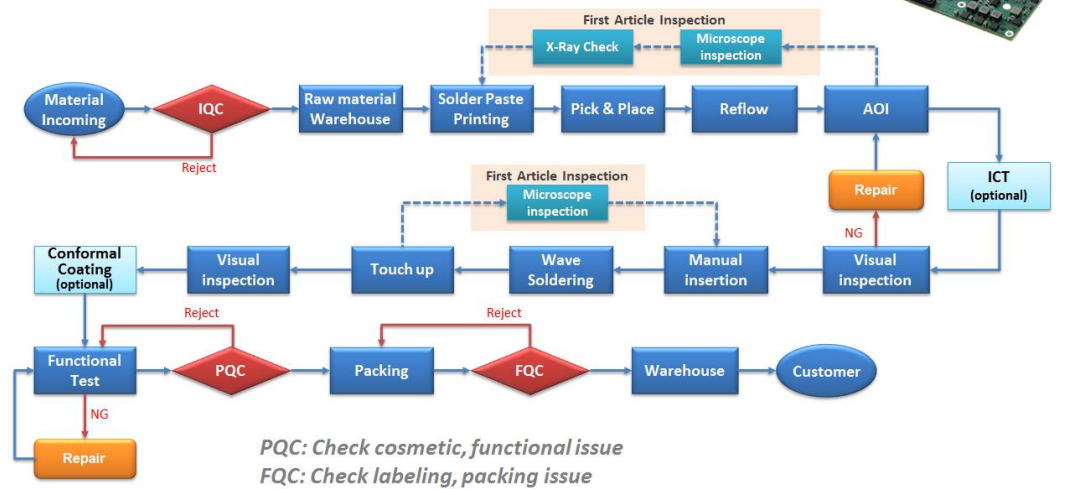 First Article Inspection
X-Ray Check
Microscope
inspection
Material
Incoming
IQC
Raw material
Warehouse
Solder Paste
Printing
Pick & Place
Reflow
AOI
Reject
First Article Inspection
Microscope
inspection
Repair
ICT
(optional)
NG
Conformal
Coating
(optional)
Visual
inspection
Touch up
Wave
Soldering
Manual
insertion
Visual
inspection
Reject
Reject
Functional
Test
PQC
Packing
FQC
Warehouse
Customer
NG
Repair
PQC: Check cosmetic, functional issue
FQC: Check labeling, packing issue